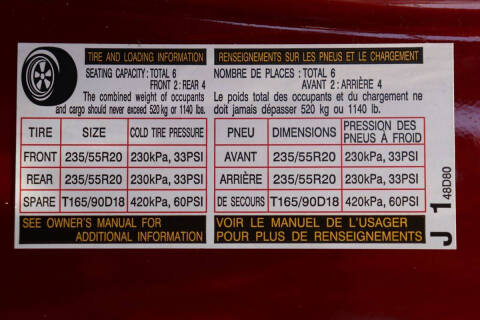 TIRE AND LOADING INFORMATION
SEATING CAPACITY : TOTAL 6
FRONT 2 : REAR 4
The combined weight of occupants
and cargo should never exceed 520 kg or 1140 lbs.
TIRE SIZE COLD TIRE PRESSURE
FRONT 235/55R20 230kPa, 33PSI
REAR 235/55R20 230kPa, 33PSI
SPARE T165/90D18 420kPa, 60PSI
SEE OWNER'S MANUAL FOR
ADDITIONAL INFORMATION
RENSEIGNEMENTS SUR LES PNEUS ET LE CHARGEMENT
NOMBRE DE PLACES : TOTAL 6
AVANT 2 : ARRIÈRE 4
Le poids total des occupants et du chargement ne
doit jamais dépasser 520 kg ou 1140 lb.
PNEU DIMENSIONS PRESSION DES
PNEUS À FROID
AVANT 235/55R20 230kPa, 33PSI
ARRIÈRE 235/55R20 230kPa, 33PSI
DE SECOURS T165/90D18 420kPa, 60PSI
VOIR LE MANUEL DE L'USAGER
POUR PLUS DE RENSEIGNEMENTS
J 1 48D80